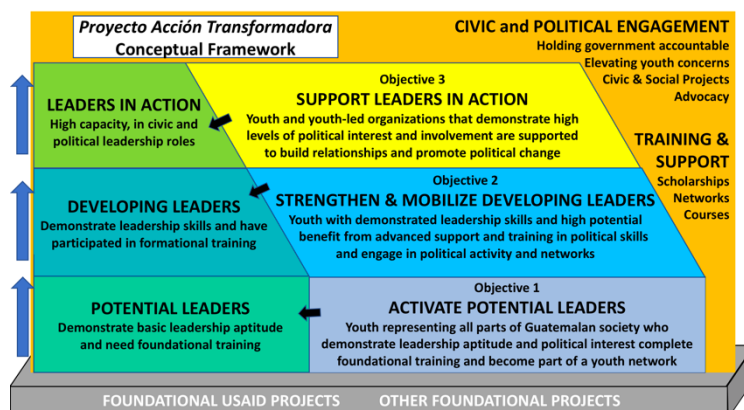 Proyecto Acción Transformadora
Conceptual Framework
CIVIC and POLITICAL ENGAGEMENT
Holding government accountable
Elevating youth concerns
Civic & Social Projects
Advocacy
TRAINING &
SUPPORT
Scholarships
Networks
Courses
LEADERS IN ACTION
High capacity, in civic and
political leadership roles
Objective 3
SUPPORT LEADERS IN ACTION
Youth and youth-led organizations that demonstrate high
levels of political interest and involvement are supported
to build relationships and promote political change
DEVELOPING LEADERS
Demonstrate leadership skills and have
participated in formational training
Objective 2
STRENGTHEN & MOBILIZE DEVELOPING LEADERS
Youth with demonstrated leadership skills and high potential
benefit from advanced support and training in political skills
and engage in political activity and networks
POTENTIAL LEADERS
Demonstrate basic leadership aptitude
and need foundational training
Objective 1
ACTIVATE POTENTIAL LEADERS
Youth representing all parts of Guatemalan society who
demonstrate leadership aptitude and political interest complete
foundational training and become part of a youth network
FOUNDATIONAL USAID PROJECTS
OTHER FOUNDATIONAL PROJECTS